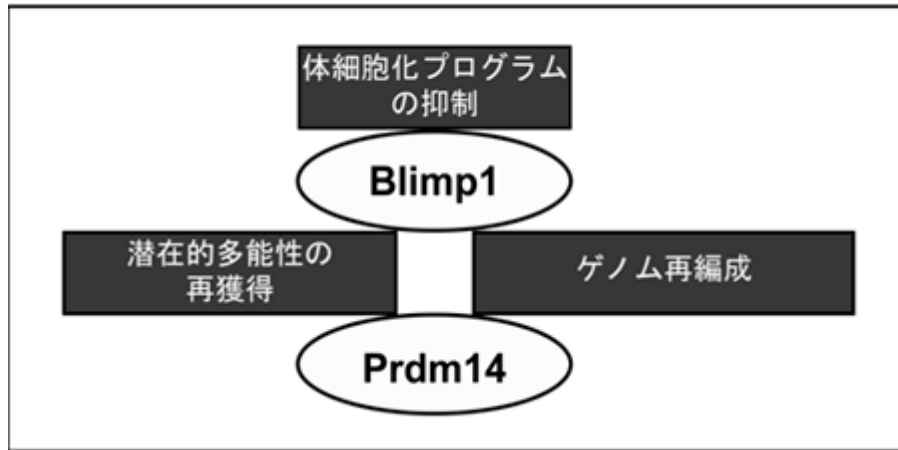 体細胞化プログラム
の抑制
Blimp1
潜在的多能性の
再獲得
ゲノム再編成
Prdm14